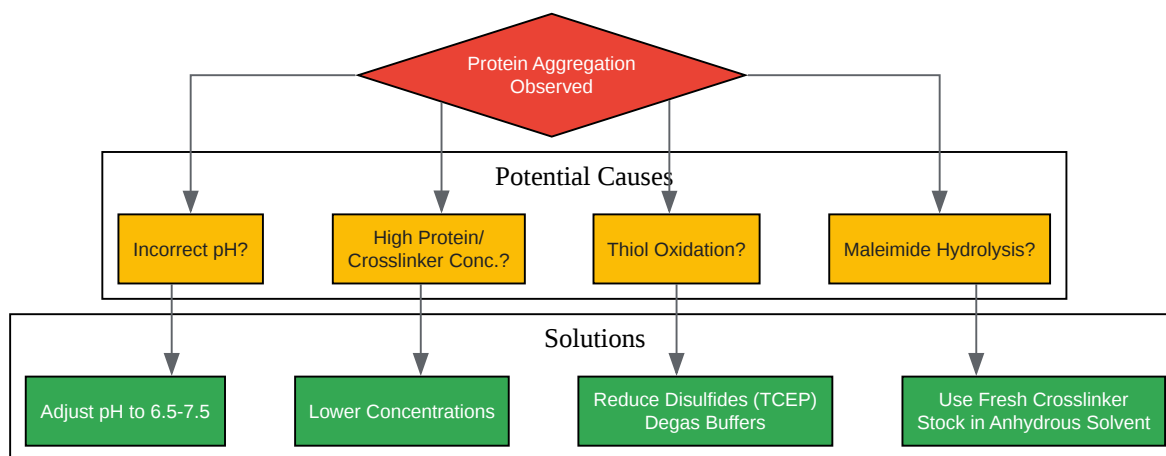 Protein Aggregation
Observed
Potential Causes
Incorrect pH?
High Protein/
Crosslinker Conc.?
Thiol Oxidation?
Maleimide Hydrolysis?
Solutions
Adjust pH to 6.5-7.5
Lower Concentrations
Reduce Disulfides (TCEP)
Degas Buffers
Use Fresh Crosslinker
Stock in Anhydrous Solvent